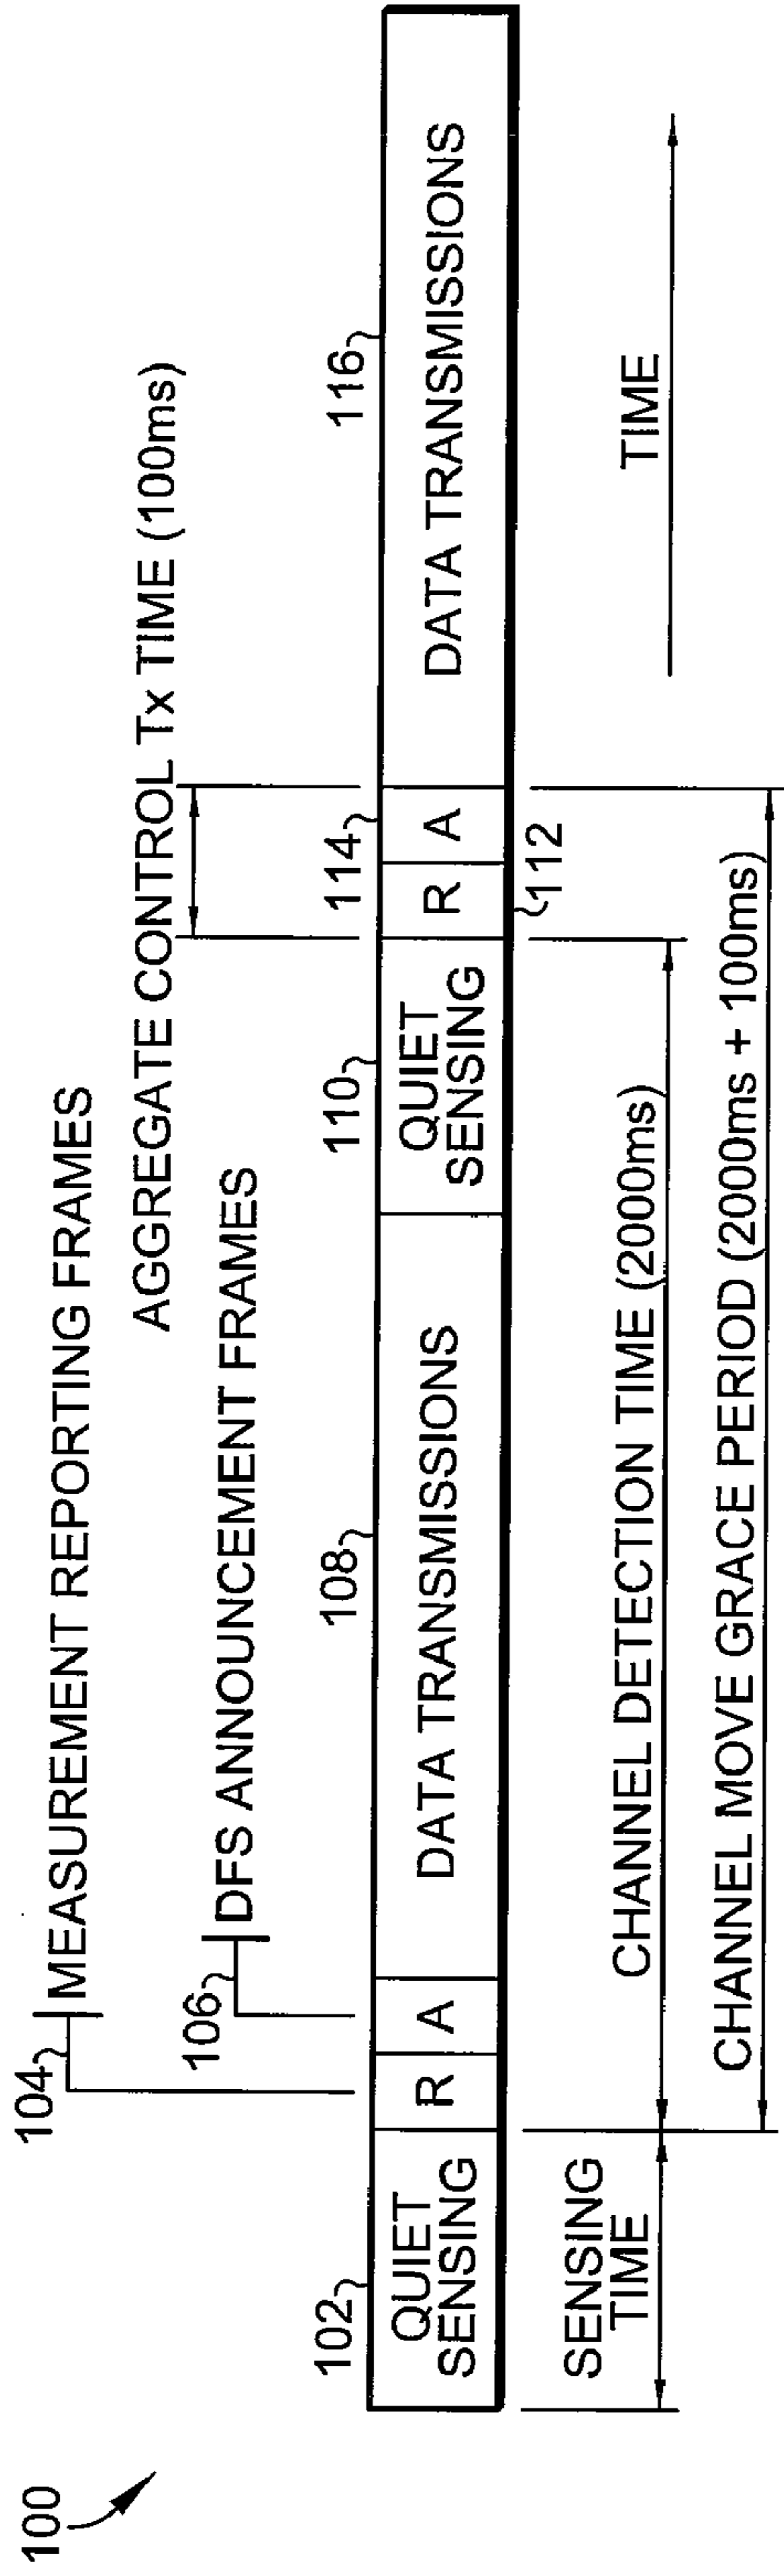 100
104
MEASUREMENT REPORTING FRAMES
AGGREGATE CONTROL Tx TIME (100ms)
106
DFS ANNOUNCEMENT FRAMES
102
108
110
114
116
QUIET
SENSING
R
A
DATA TRANSMISSIONS
QUIET
SENSING
R
A
DATA TRANSMISSIONS
112
SENSING
TIME
CHANNEL DETECTION TIME (2000ms)
TIME
CHANNEL MOVE GRACE PERIOD (2000ms + 100ms)